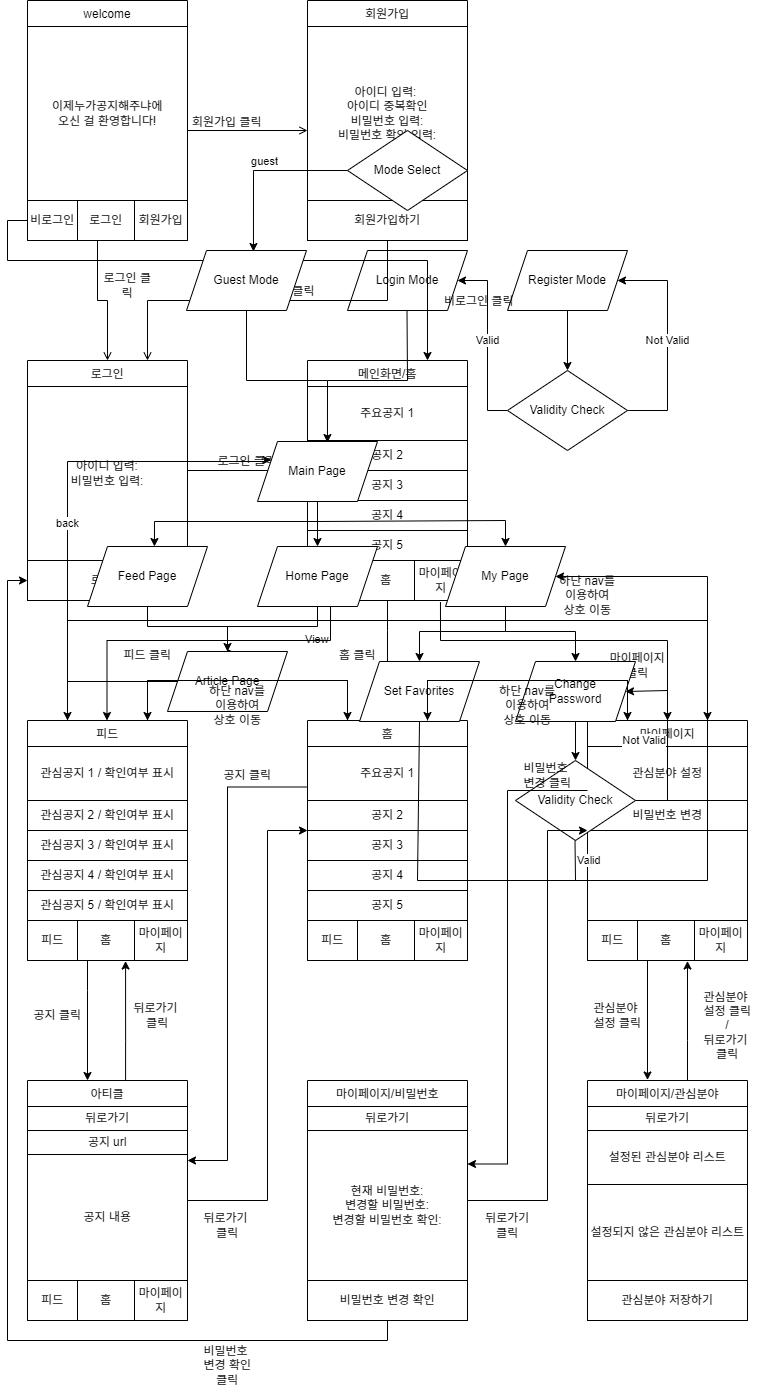 welcome
회원가입
이제누가공지해주냐에
오신 걸 환영합니다!
아이디 입력:
아이디 중복확인
비밀번호 입력:
비밀번호 확인 입력:
회원가입 클릭
guest
Mode Select
비로그인
로그인
회원가입
회원가입하기
로그인 클
릭
Guest Mode
클릭
Login Mode
비로그인 클릭
Register Mode
Valid
Not Valid
로그인
메인화면/홈
주요공지 1
Validity Check
아이디 입력:
비밀번호 입력:
로그인 클릭
Main Page
공지 2
공지 3
공지 4
공지 5
back
Feed Page
Home Page
홈
마이페이
지
My Page
하단 nav를
이용하여
상호 이동
피드 클릭
View
홈 클릭
마이페이지
클릭
Article Page
하단 nav를
이용하여
상호 이동
Set Favorites
하단 nav를
이용하여
상호 이동
Change
Password
피드
홈
마이페이지
Not Valid
관심공지 1 / 확인여부 표시
공지 클릭
주요공지 1
비밀번호
변경 클릭
관심분야 설정
Validity Check
관심공지 2 / 확인여부 표시
공지 2
비밀번호 변경
관심공지 3 / 확인여부 표시
공지 3
Valid
관심공지 4 / 확인여부 표시
공지 4
관심공지 5 / 확인여부 표시
공지 5
피드
홈
마이페이
지
피드
홈
마이페이
지
피드
홈
마이페이
지
공지 클릭
뒤로가기
클릭
관심분야
설정 클릭
관심분야
설정 클릭
/
뒤로가기
클릭
아티클
마이페이지/비밀번호
마이페이지/관심분야
뒤로가기
뒤로가기
뒤로가기
공지 url
설정된 관심분야 리스트
공지 내용
현재 비밀번호:
변경할 비밀번호:
변경할 비밀번호 확인:
설정되지 않은 관심분야 리스트
뒤로가기
클릭
뒤로가기
클릭
피드
홈
마이페이
지
비밀번호 변경 확인
관심분야 저장하기
비밀번호
변경 확인
클릭